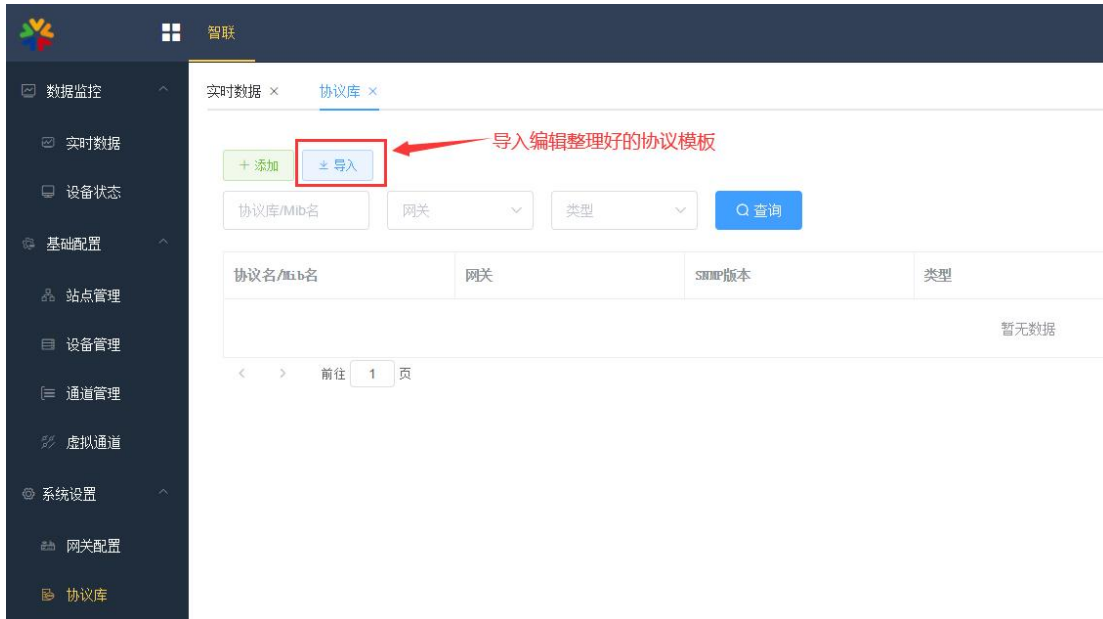 智联
数据监控
实时数据
设备状态
基础配置
站点管理
设备管理
通道管理
虚拟通道
系统设置
网关配置
协议库
实时数据 × 协议库 ×
导入编辑整理好的协议模板
+ 添加 导入
协议库/Mib名 网关 类型 查询
协议名/Mib名 网关 SNMP版本 类型
暂无数据
< > 前往 1 页